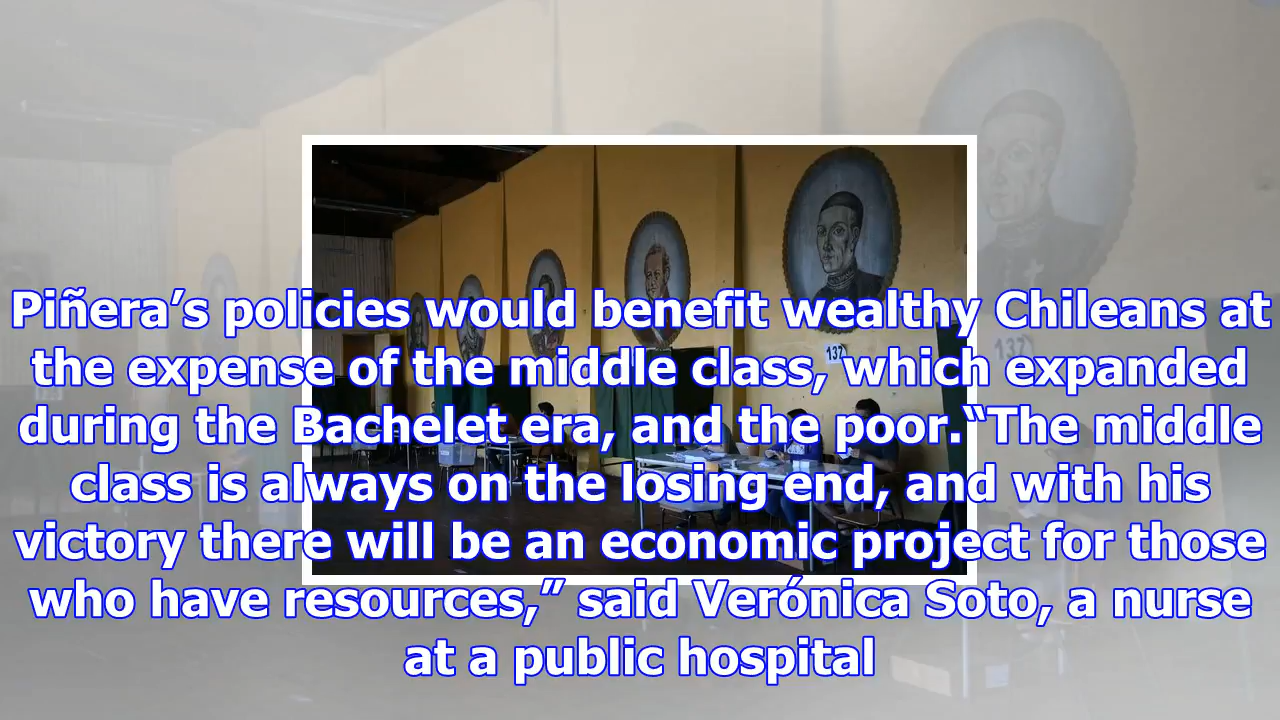 Piñera’s policies would benefit wealthy Chileans at
the expense of the middle class, which expanded
during the Bachelet era, and the poor.“The middle
class is always on the losing end, and with his
victory there will be an economic project for those
who have resources,” said Verónica Soto, a nurse
at a public hospital
137
137